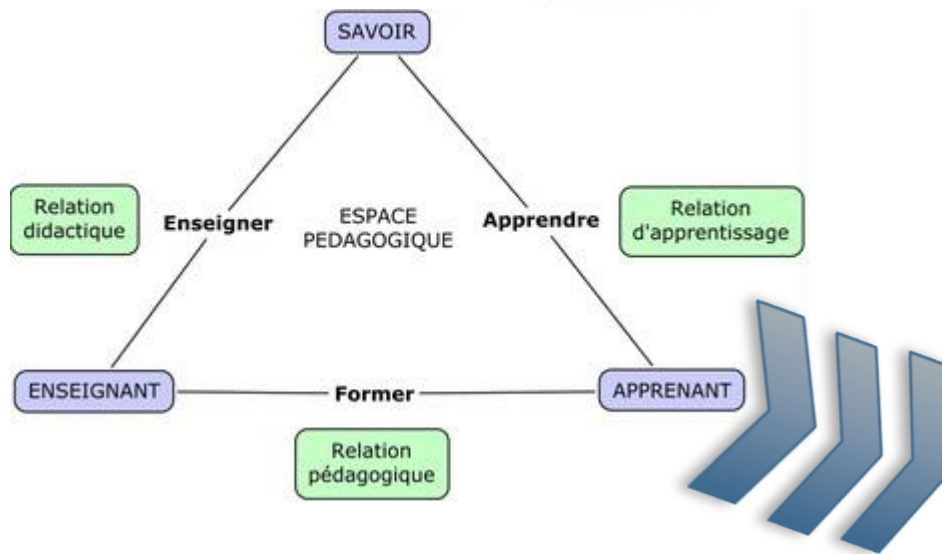 SAVOIR
Relation
didactique
Enseigner
ESPACE
PEDAGOGIQUE
Apprendre
Relation
d'apprentissage
ENSEIGNANT
Former
APPRENANT
Relation
pédagogique